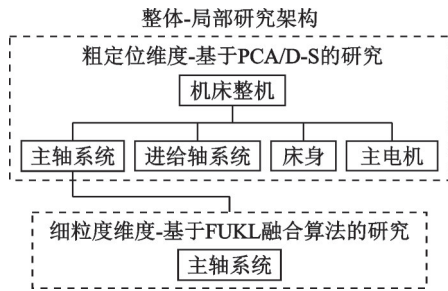 整体-局部研究架构
粗定位维度-基于PCA/D-S的研究
机床整机
主轴系统 进给轴系统 床身 主电机
细粒度维度-基于FUKL融合算法的研究
主轴系统